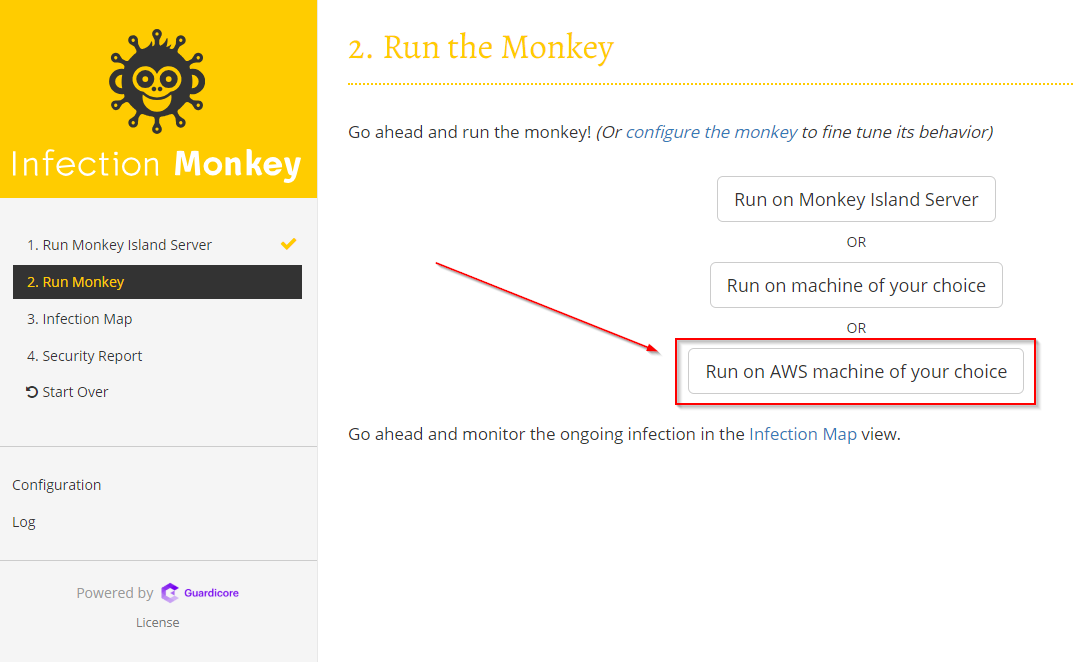 Infection Monkey
1. Run Monkey Island Server
2. Run Monkey
3. Infection Map
4. Security Report
Start Over
Configuration
Log
Powered by Guardicore
License
2. Run the Monkey
Go ahead and run the monkey! (Or configure the monkey to fine tune its behavior)
Run on Monkey Island Server
OR
Run on machine of your choice
OR
Run on AWS machine of your choice
Go ahead and monitor the ongoing infection in the Infection Map view.